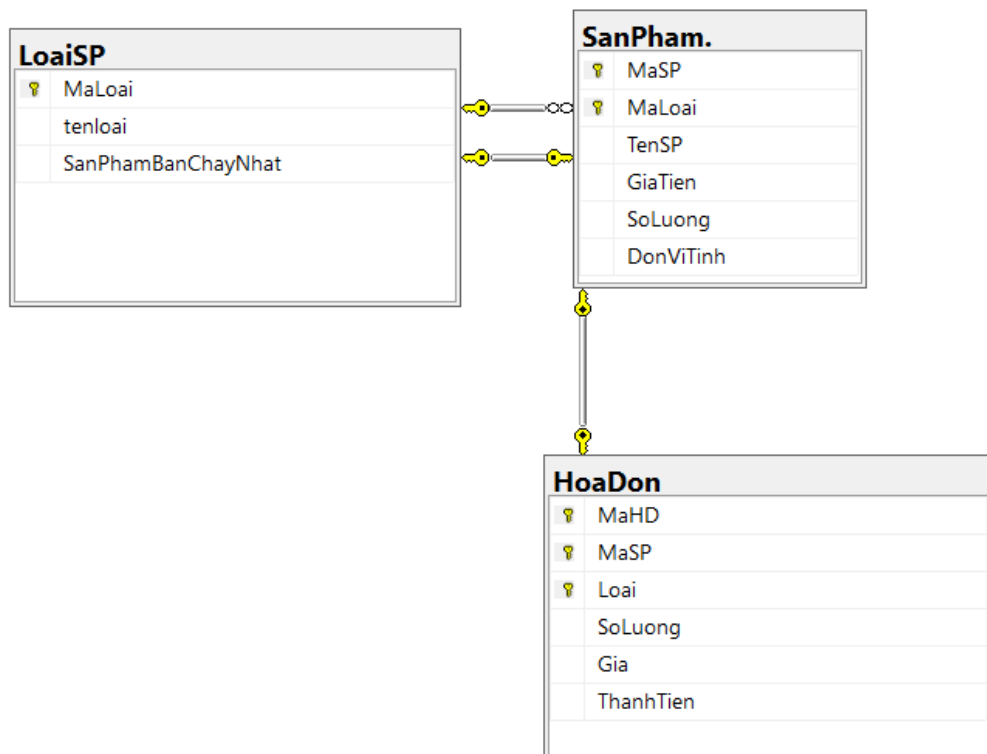 LoaiSP
MaLoai
tenloai
SanPhamBanChayNhat
SanPham.
MaSP
MaLoai
TenSP
GiaTien
SoLuong
DonViTinh
HoaDon
MaHD
MaSP
Loai
SoLuong
Gia
ThanhTien